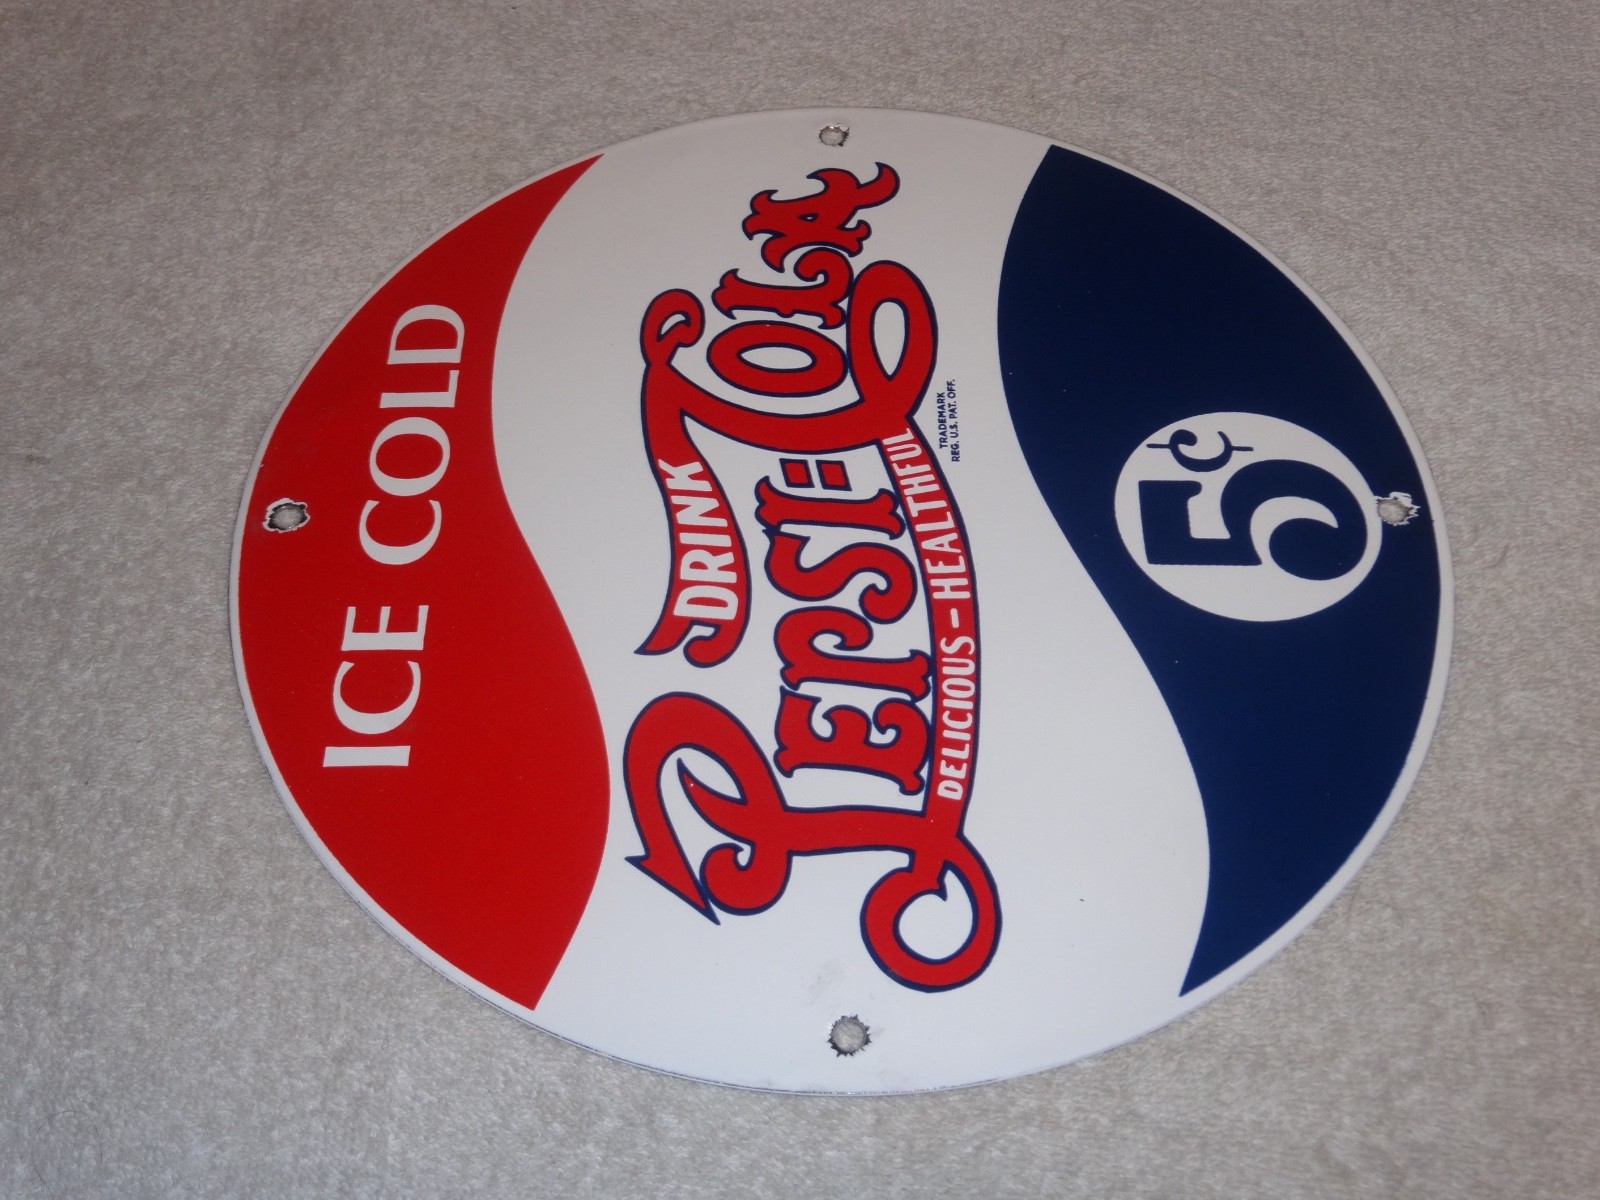 ICE COLD
DRINK
PEPSI=COLA
DELICIOUS-HEALTHFUL
TRADEMARK
REG. U.S. PAT. OFF.
5¢